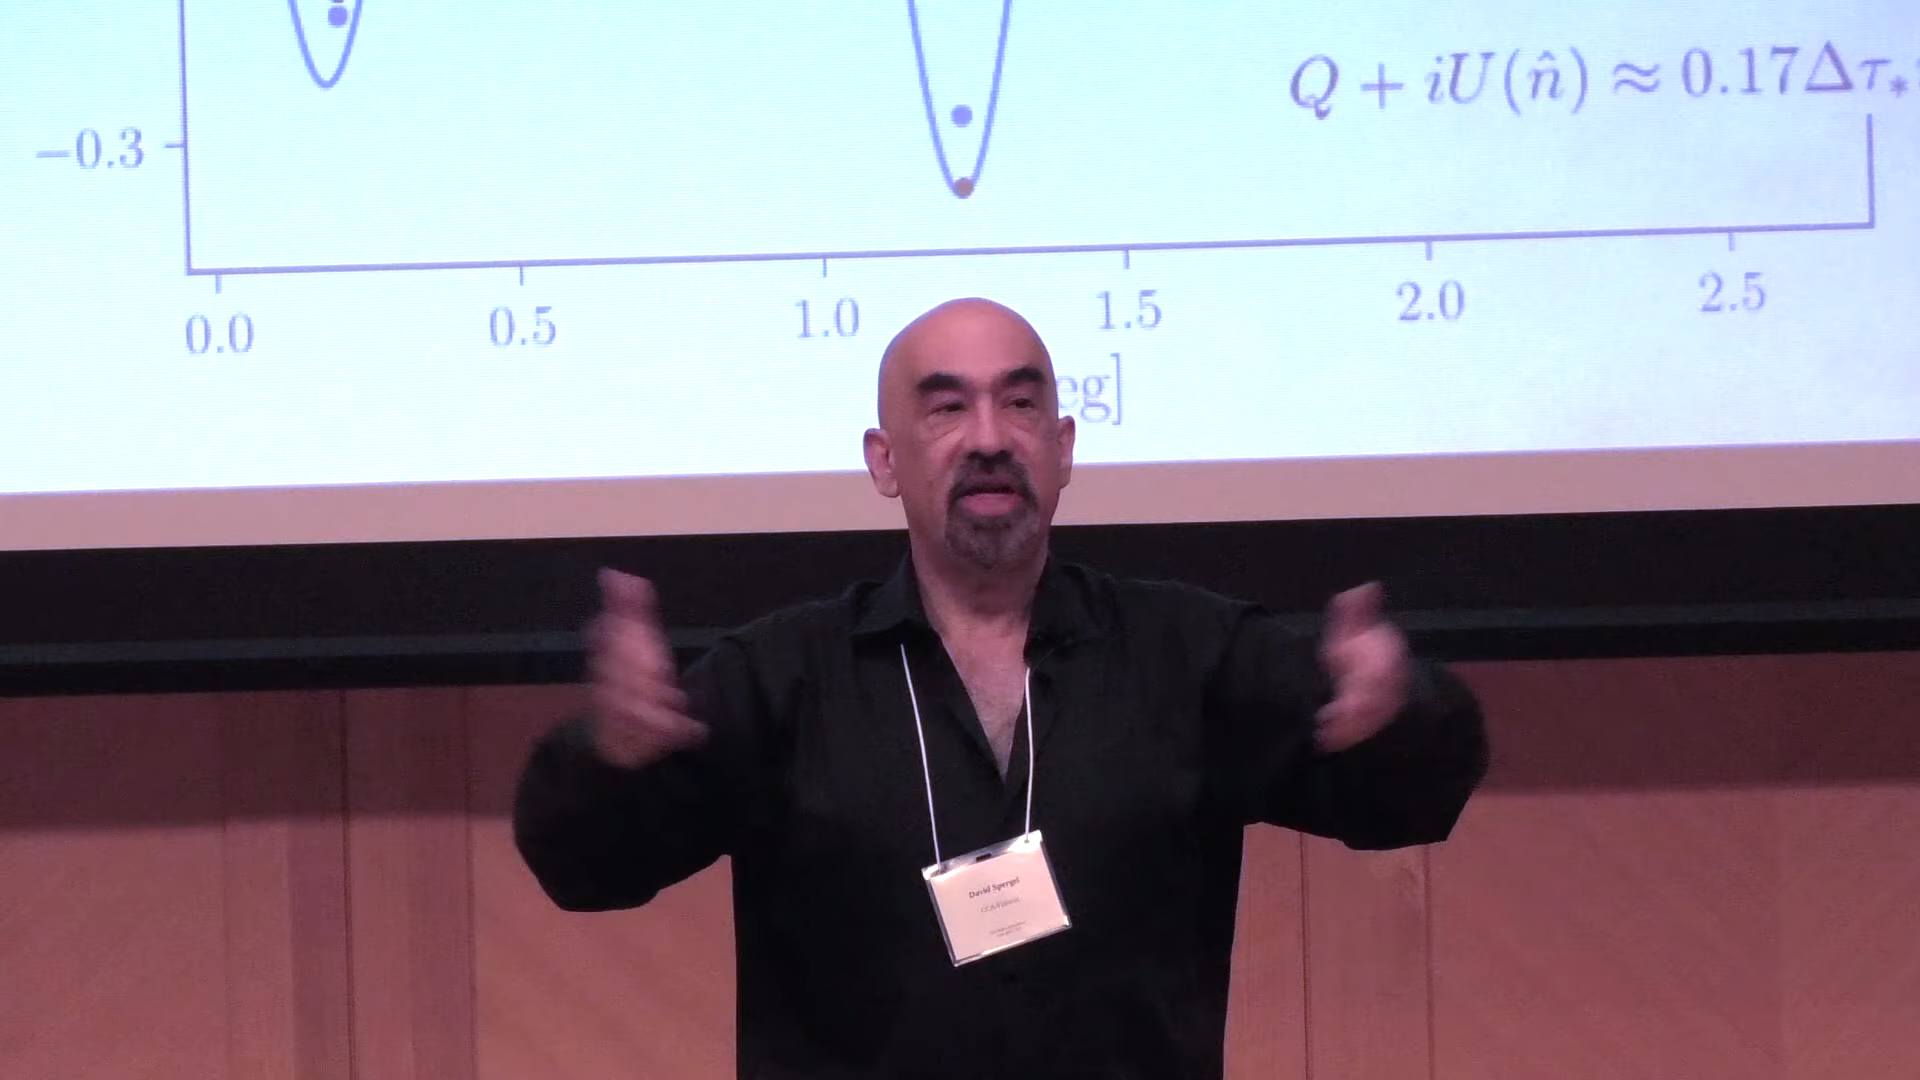 Q + iU(n̂) ≈ 0.17Δτ*
−0.3
0.0 0.5 1.0 1.5 2.0 2.5
eg]
David Spergel